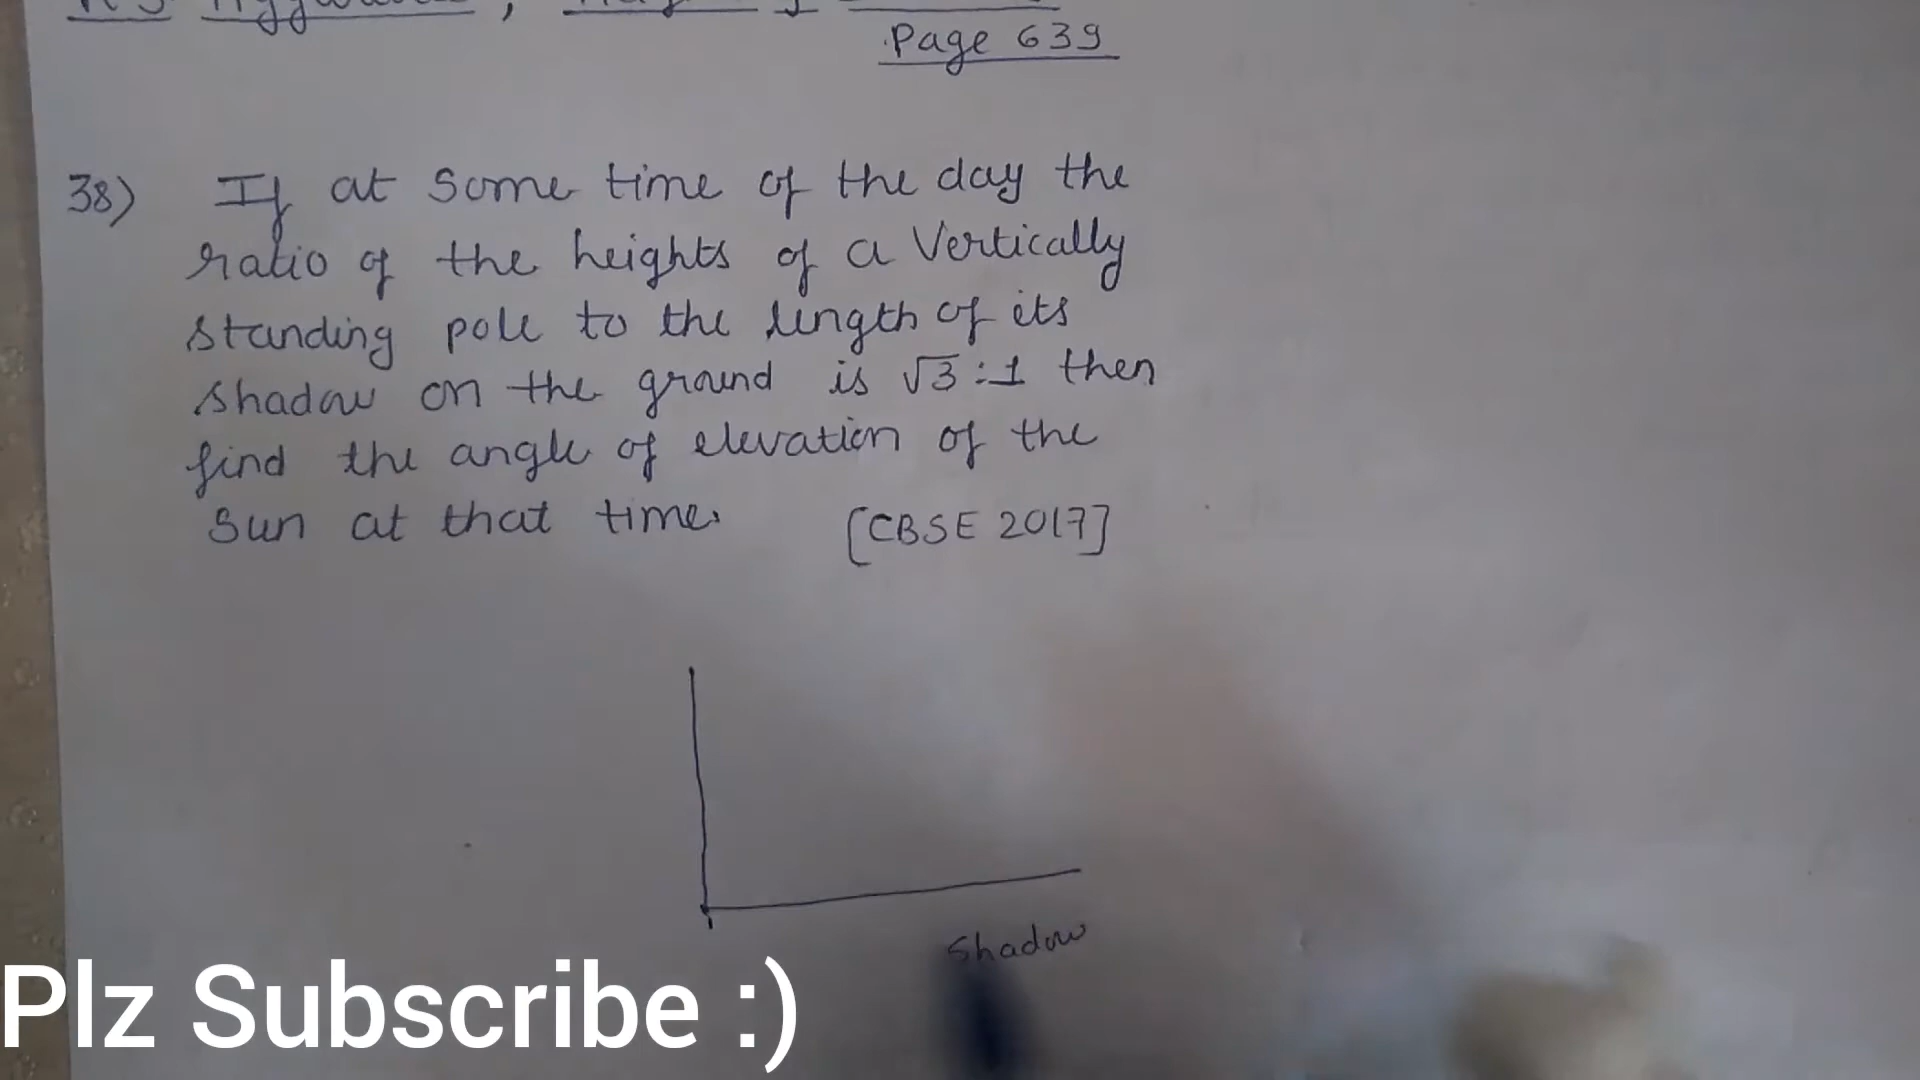 Page 639
38) If at some time of the day the
ratio of the heights of a vertically
standing pole to the length of its
shadow on the ground is √3:1 then
find the angle of elevation of the
sun at that time. [CBSE 2017]
Shadow
Plz Subscribe :)